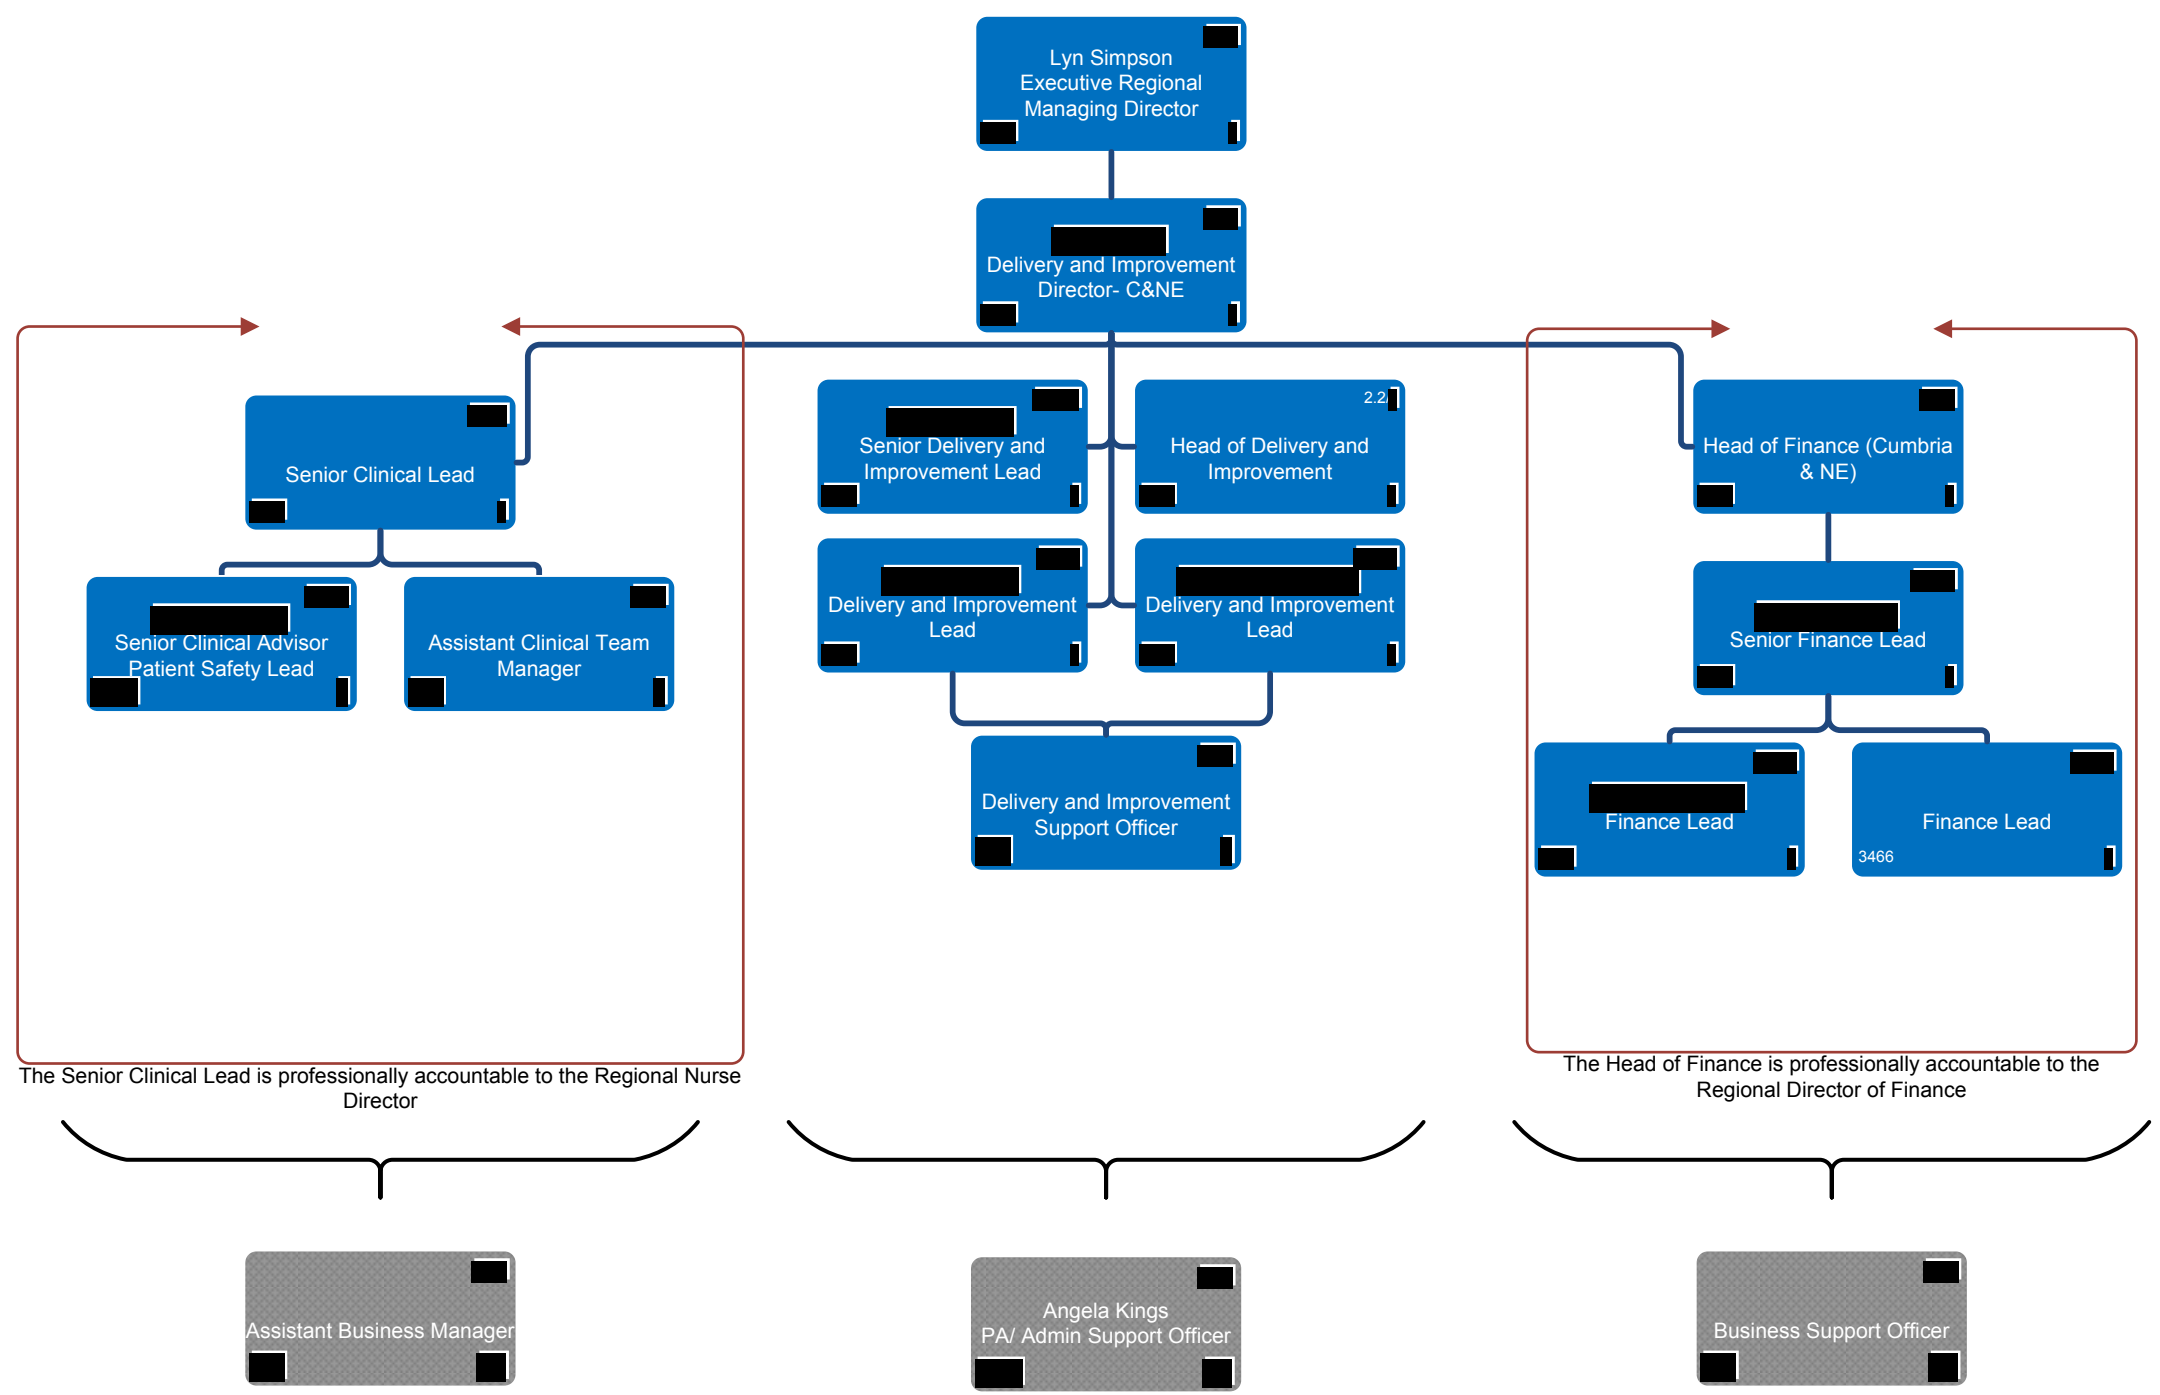 Lyn Simpson
Executive Regional
Managing Director
Delivery and Improvement
Director- C&NE
Senior Clinical Lead
Senior Delivery and
Improvement Lead
2.2/
Head of Delivery and
Improvement
Head of Finance (Cumbria
& NE)
Senior Clinical Advisor
Patient Safety Lead
Assistant Clinical Team
Manager
Delivery and Improvement
Lead
Delivery and Improvement
Lead
Senior Finance Lead
Delivery and Improvement
Support Officer
Finance Lead
Finance Lead
3466
The Senior Clinical Lead is professionally accountable to the Regional Nurse
Director
The Head of Finance is professionally accountable to the
Regional Director of Finance
Assistant Business Manager
Angela Kings
PA/ Admin Support Officer
Business Support Officer